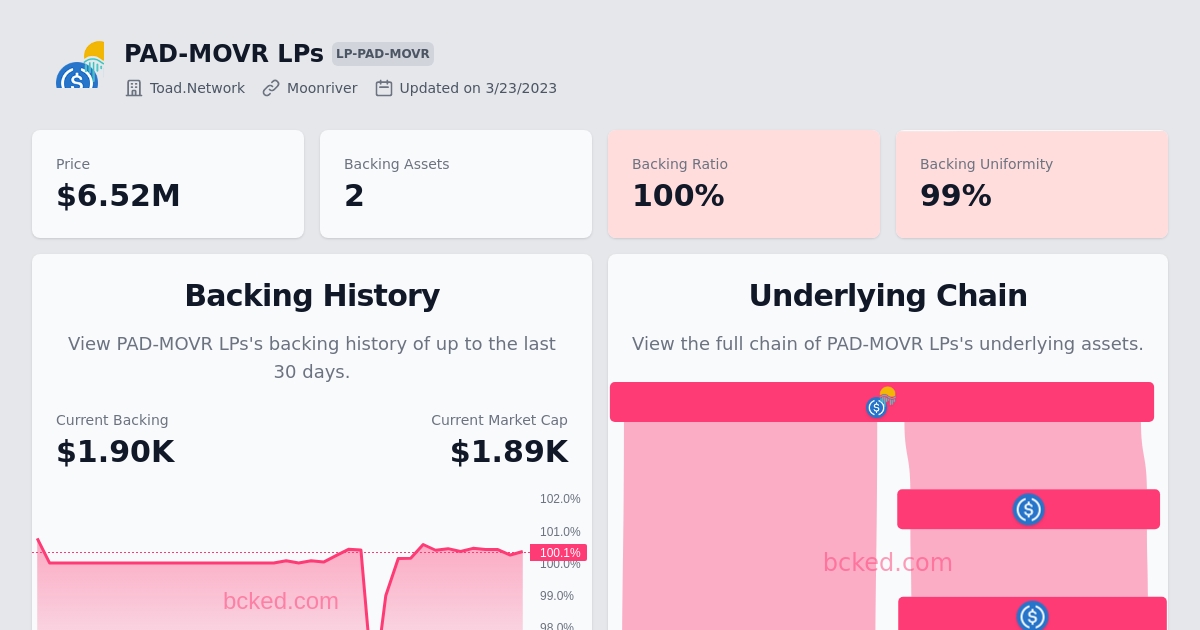 PAD-MOVR LPs LP-PAD-MOVR
Toad.Network Moonriver Updated on 3/23/2023
Price
$6.52M
Backing Assets
2
Backing Ratio
100%
Backing Uniformity
99%
Backing History
View PAD-MOVR LPs's backing history of up to the last
30 days.
Current Backing
$1.90K
Current Market Cap
$1.89K
102.0%
101.0%
100.1%
100.0%
99.0%
98.0%
bcked.com
Underlying Chain
View the full chain of PAD-MOVR LPs's underlying assets.
bcked.com